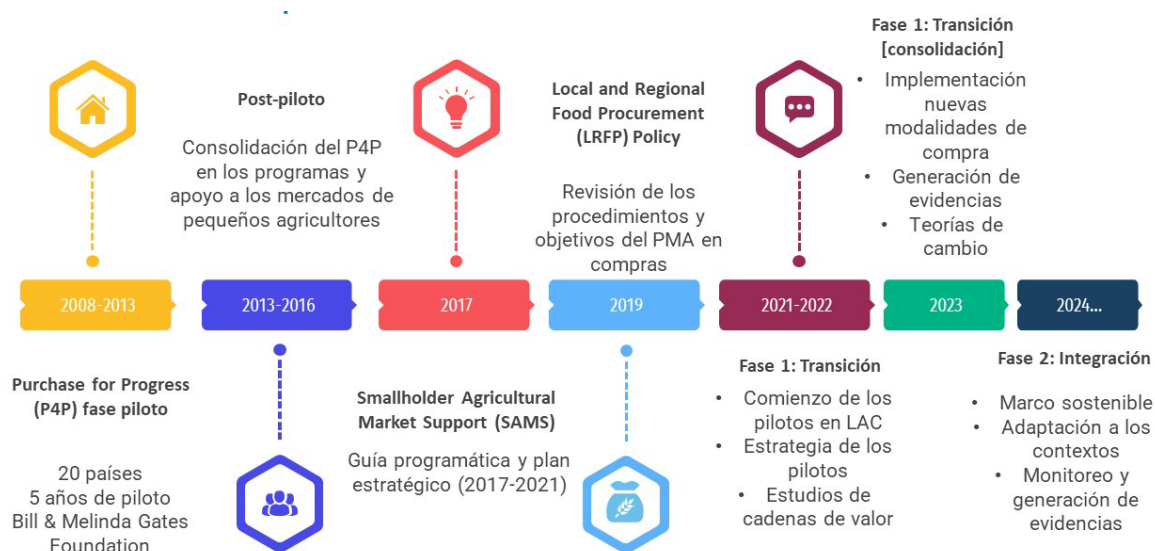 Fase 1: Transición
[consolidación]
• Implementación
nuevas
modalidades de
compra
• Generación de
evidencias
• Teorías de
cambio
Post-piloto
Consolidación del P4P
en los programas y
apoyo a los mercados de
pequeños agricultores
Local and Regional
Food Procurement
(LRFP) Policy
Revisión de los
procedimientos y
objetivos del PMA en
compras
2008-2013
2013-2016
2017
2019
2021-2022
2023
2024...
Purchase for Progress
(P4P) fase piloto
20 países
5 años de piloto
Bill & Melinda Gates
Foundation
Smallholder Agricultural
Market Support (SAMS)
Guía programática y plan
estratégico (2017-2021)
Fase 1: Transición
• Comienzo de los
pilotos en LAC
• Estrategia de los
pilotos
• Estudios de
cadenas de valor
Fase 2: Integración
• Marco sostenible
• Adaptación a los
contextos
• Monitoreo y
generación de
evidencias